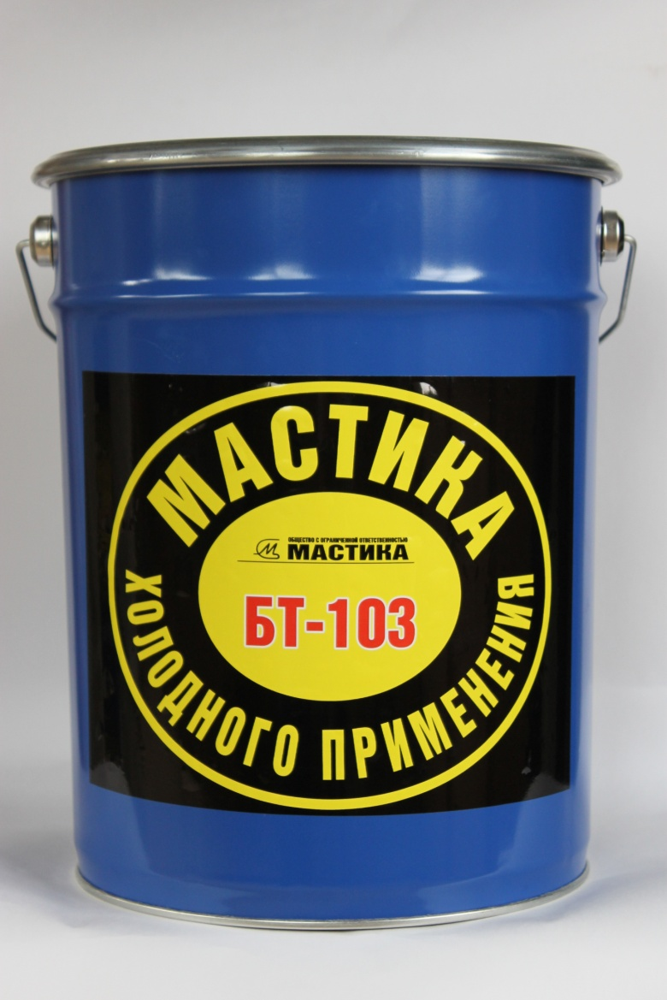 МАСТИКА
ОБЩЕСТВО С ОГРАНИЧЕННОЙ ОТВЕТСТВЕННОСТЬЮ
МАСТИКА
БТ-103
ХОЛОДНОГО ПРИМЕНЕНИЯ